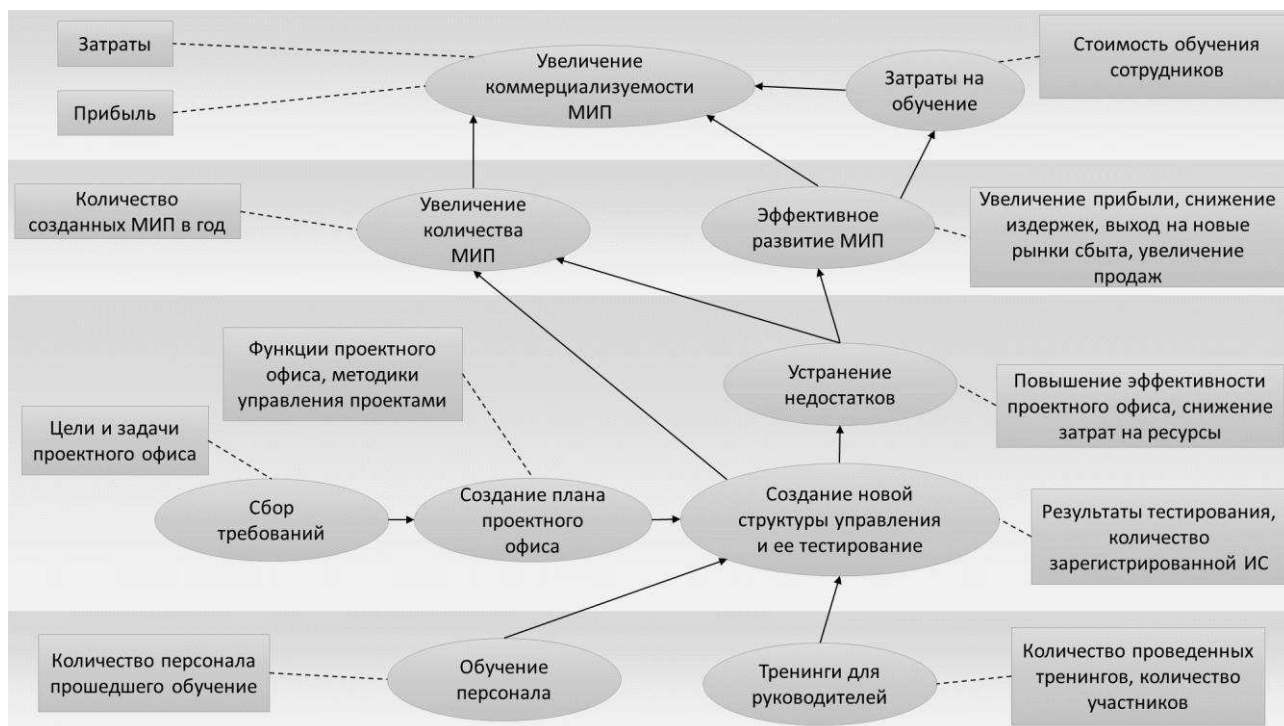 Затраты
Прибыль
Увеличение
коммерциализуемости
МИП
Затраты на
обучение
Стоимость обучения
сотрудников
Количество
созданных МИП в год
Увеличение
количества
МИП
Эффективное
развитие МИП
Увеличение прибыли, снижение
издержек, выход на новые
рынки сбыта, увеличение
продаж
Функции проектного
офиса, методики
управления проектами
Устранение
недостатков
Повышение эффективности
проектного офиса, снижение
затрат на ресурсы
Цели и задачи
проектного офиса
Сбор
требований
Создание плана
проектного
офиса
Создание новой
структуры управления
и ее тестирование
Результаты тестирования,
количество
зарегистрированной ИС
Количество персонала
прошедшего обучение
Обучение
персонала
Тренинги для
руководителей
Количество проведенных
тренингов, количество
участников